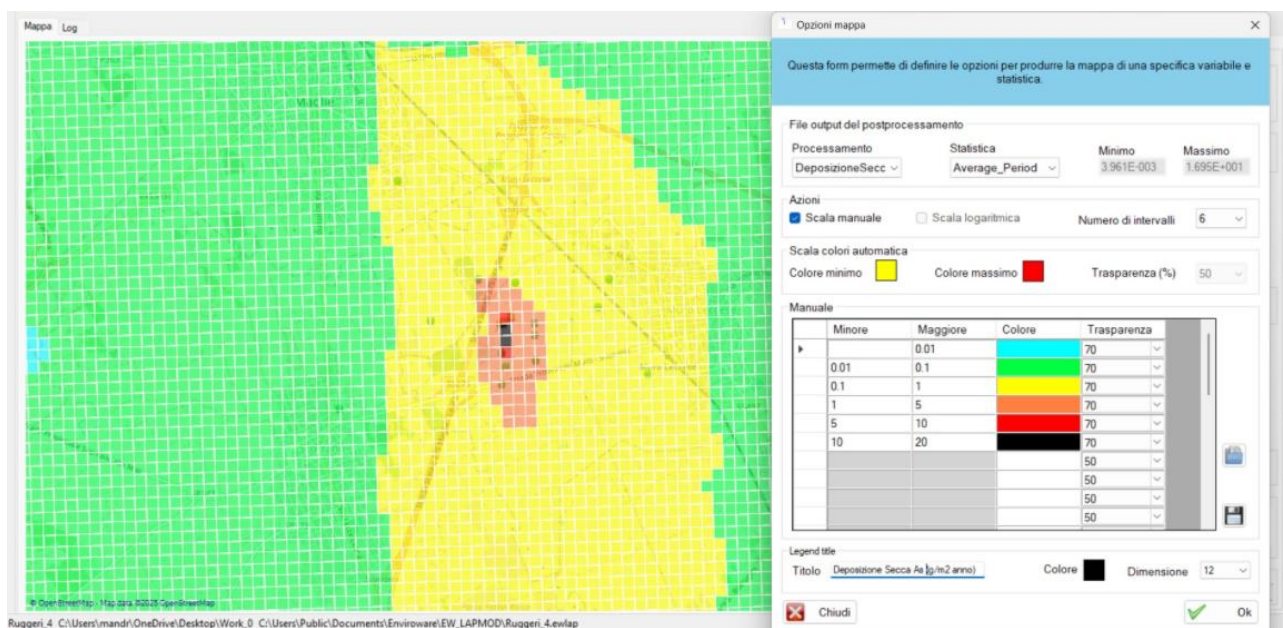 Mappa Log
Opzioni mappa
Questa form permette di definire le opzioni per produrre la mappa di una specifica variabile e
statistica.
File output del postprocessamento
Processamento Statistica Minimo Massimo
DeposizioneSecc Average_Period 3.961E-003 1.695E+001
Azioni
Scala manuale Scala logaritmica Numero di intervalli 6
Scala colori automatica
Colore minimo Colore massimo Trasparenza (%) 50
Manuale
Minore Maggiore Colore Trasparenza
0.01 70
0.01 0.1 70
0.1 1 70
1 5 70
5 10 70
10 20 70
50
50
50
50
Legend title
Titolo Deposizione Secca As (g/m2 anno) Colore Dimensione 12
Chiudi Ok
Maglie
© OpenStreetMap - Map data ©2025 OpenStreetMap
Ruggeri_4 C:\Users\mandr\OneDrive\Desktop\Work_0 C:\Users\Public\Documents\Enviroware\EW_LAPMOD\Ruggeri_4.ewlap